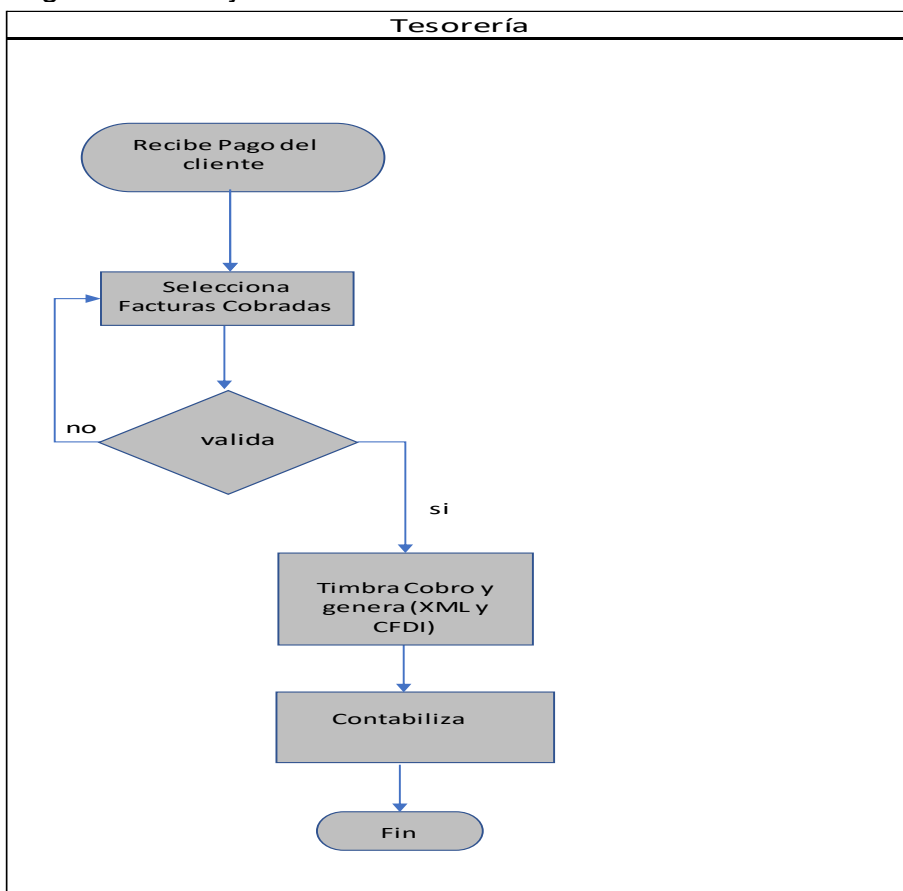 Tesorería
Recibe Pago del
cliente
Selecciona
Facturas Cobradas
no
valida
si
Timbra Cobro y
genera (XML y
CFDI)
Contabiliza
Fin